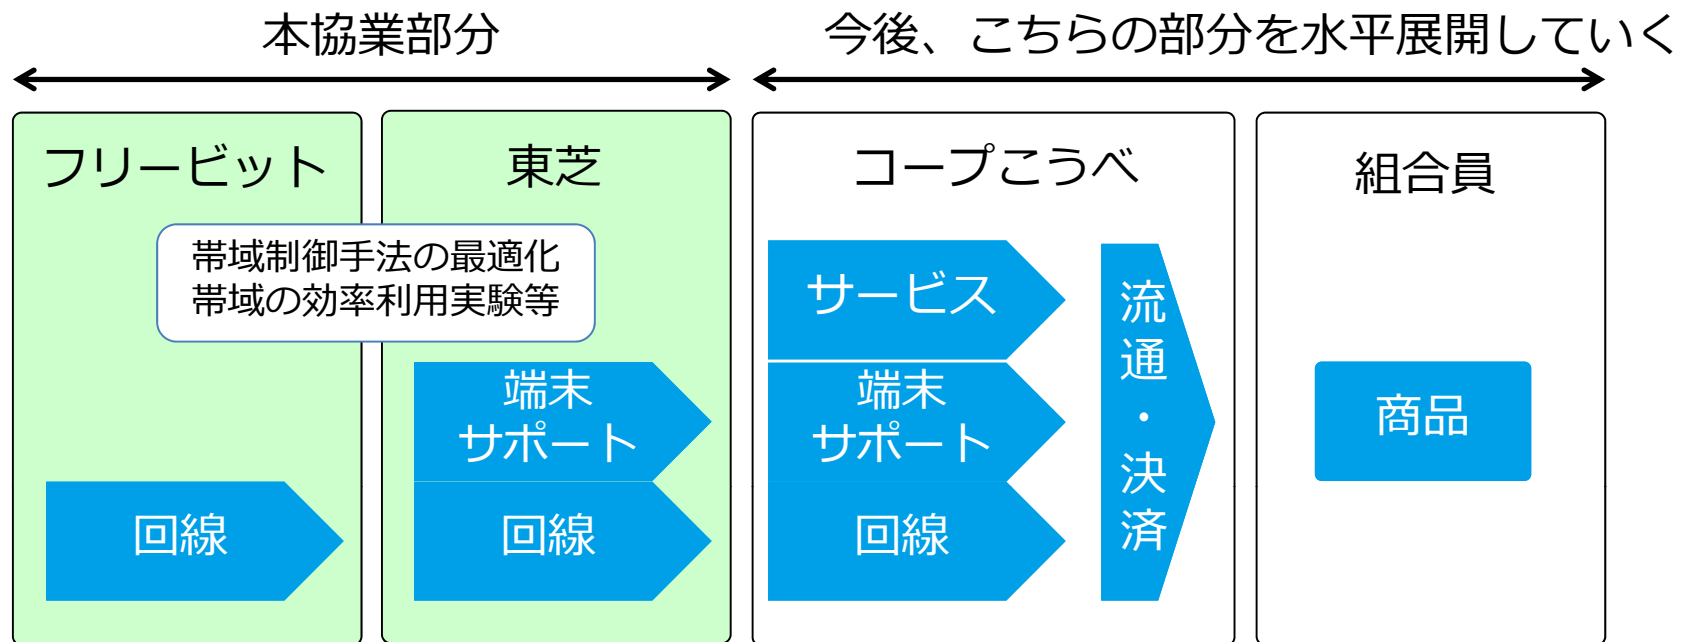 本協業部分
今後、こちらの部分を水平展開していく
フリービット
東芝
コープこうべ
組合員
帯域制御手法の最適化
帯域の効率利用実験等
回線
端末
サポート
回線
サービス
端末
サポート
回線
流通・決済
商品